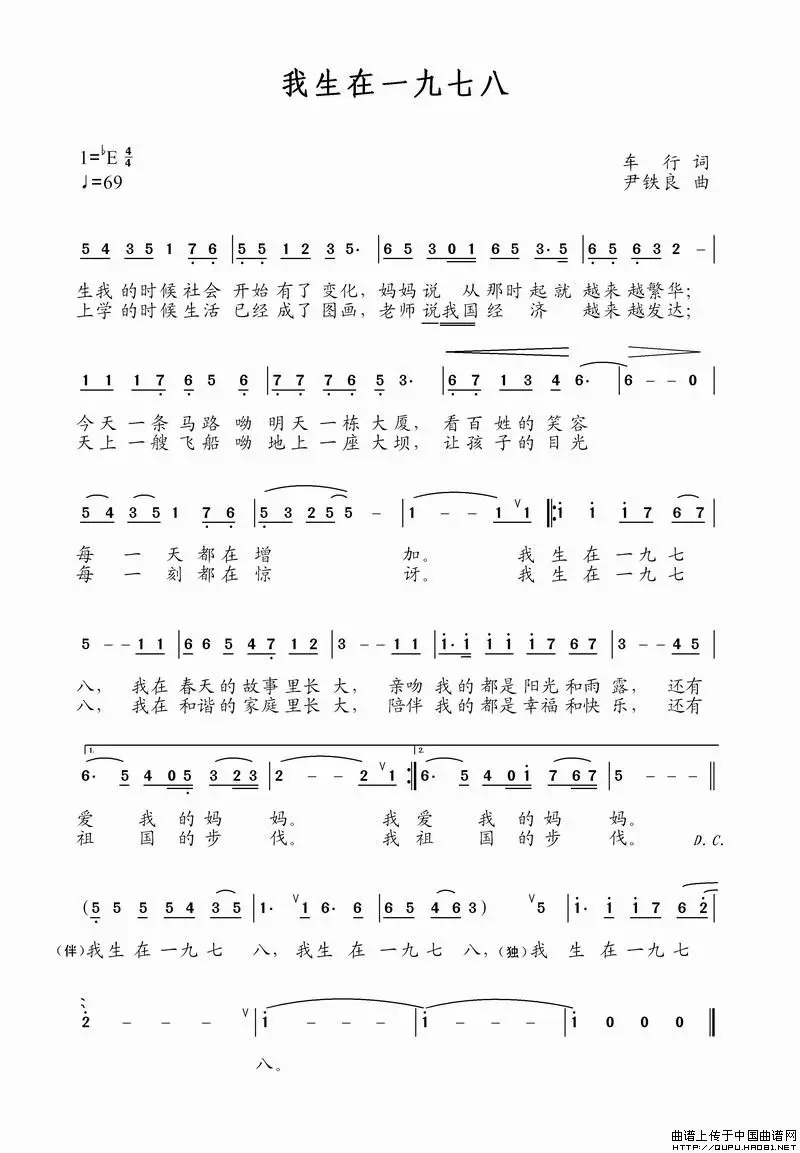 我生在一九七八
1=♭E 4/4
车 行 词
♩=69
尹铁良 曲
5 4 3 5 1 7 6 | 5 5 1 2 3 5· | 6 5 3 0 1 6 5 3· 5 | 6 5 6 3 2 – |
生我的时候社会 开始有了变化，妈妈说 从那时起就 越来越繁华；
上学的时候生活 已经成了图画，老师说我国经 济 越来越发达；
1 1 1 7 6 5 6 | 7 7 7 6 5 3· | 6 7 1 3 4 6· | 6 – – 0 |
今天一条马路呦 明天一栋大厦，看百姓的笑容
天上一艘飞船呦 地上一座大坝，让孩子的目光
5 4 3 5 1 7 6 | 5 3 2 5 5 – | 1 – – 1 ∨ 1 |: i i i 7 6 7 |
每 一 天都在增 加。 我生在一九七
每 一 刻都在惊 讶。 我生在一九七
5 – – 1 1 | 6 6 5 4 7 1 2 | 3 – – 1 1 | i· i i i i 7 6 7 | 3 – – 4 5 |
八，我在春天的故事里长大，亲吻我的都是阳光和雨露，还有
八，我在和谐的家庭里长大，陪伴我的都是幸福和快乐，还有
1. 2.
6· 5 4 0 5 3 2 3 | 2 – – 2 ∨ 1 :| 6· 5 4 0 i 7 6 7 | 5 – – ‖
爱 我 的妈 妈。 我爱 我 的妈 妈。
祖 国 的步 伐。 我祖 国 的步 伐。 D.C.
(5 5 5 5 4 3 5 | 1· ∨ 1 6· 6 | 6 5 4 6 3) ∨ 5 | 1· i i 7 6 2 |
(伴)我生在一九七 八，我生在一九七 八，(独)我 生在一九七
2 – – – ∨ | i – – – | i – – – | i 0 0 0 ‖
八。
曲谱上传于中国曲谱网
HTTP://QUPU.HAO81.NET